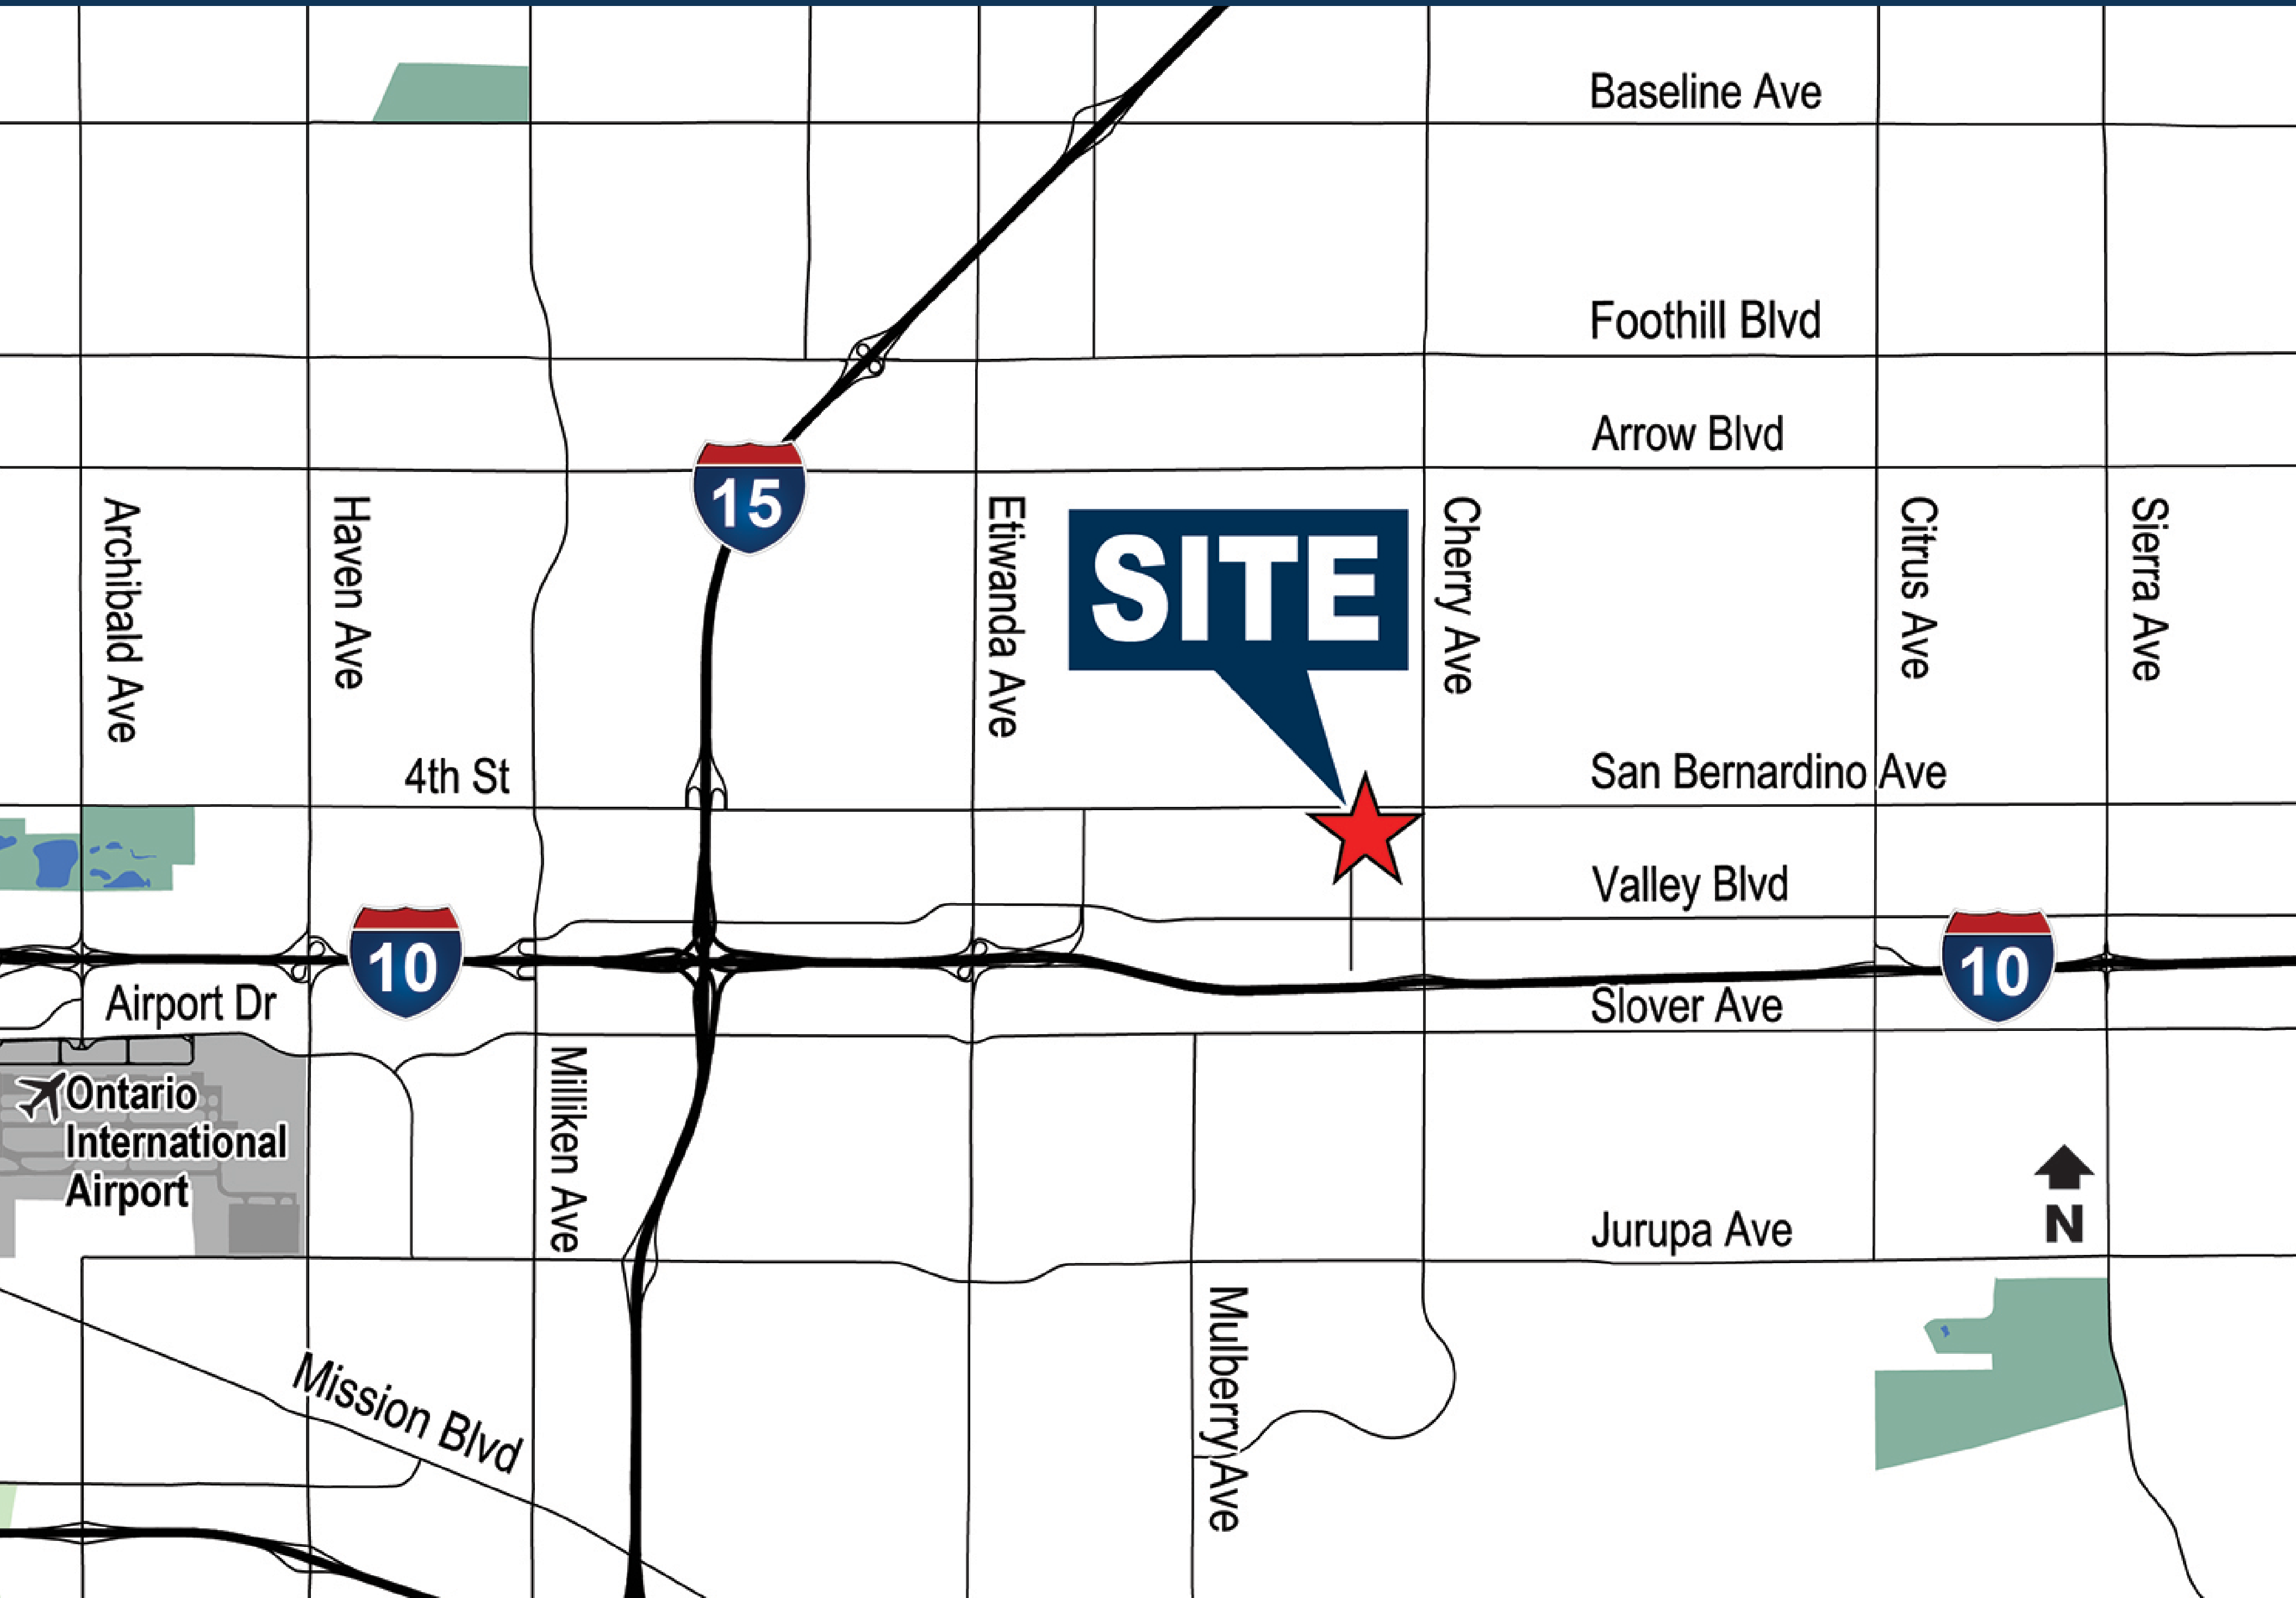 Baseline Ave
Foothill Blvd
Arrow Blvd
15
Archibald Ave
Haven Ave
Etiwanda Ave
SITE
Cherry Ave
Citrus Ave
Sierra Ave
4th St
San Bernardino Ave
Valley Blvd
10
10
Airport Dr
Slover Ave
Ontario
International
Airport
Milliken Ave
Jurupa Ave
N
Mulberry Ave
Mission Blvd